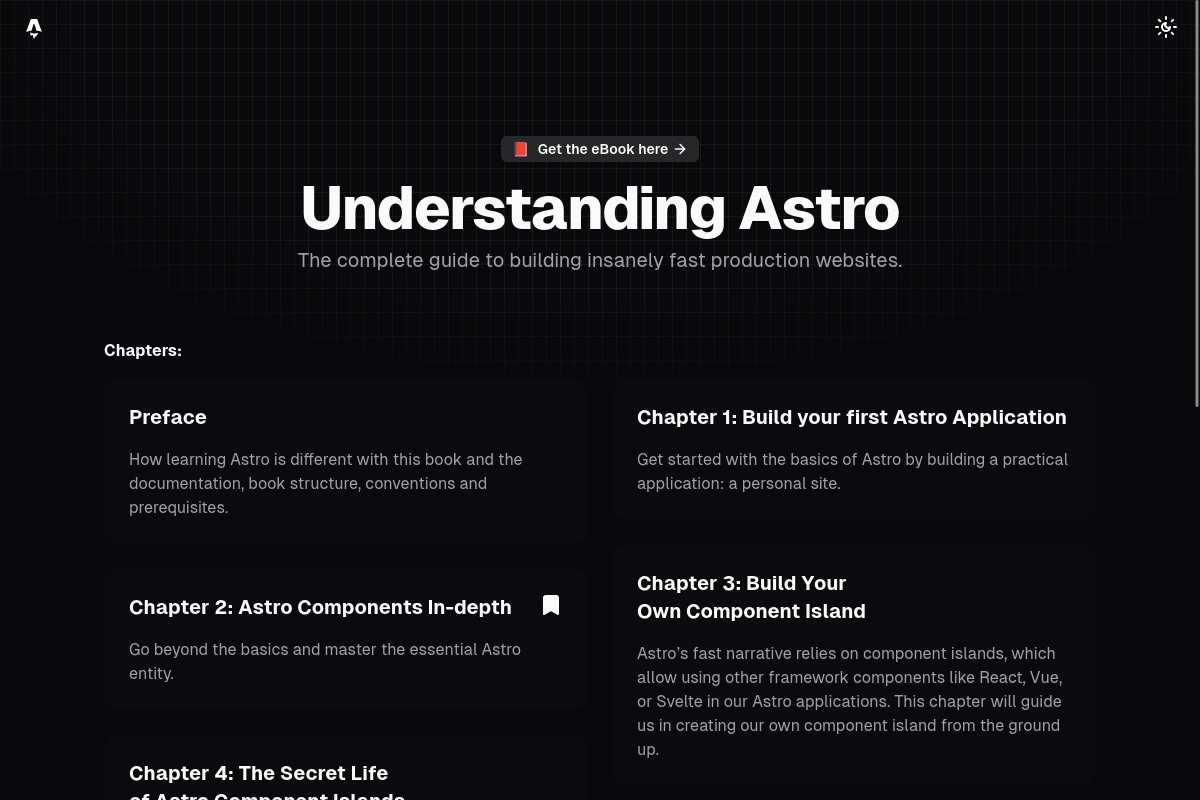 Get the eBook here →
Understanding Astro
The complete guide to building insanely fast production websites.
Chapters:
Preface
How learning Astro is different with this book and the
documentation, book structure, conventions and
prerequisites.
Chapter 1: Build your first Astro Application
Get started with the basics of Astro by building a practical
application: a personal site.
Chapter 2: Astro Components In-depth
Go beyond the basics and master the essential Astro
entity.
Chapter 3: Build Your
Own Component Island
Astro’s fast narrative relies on component islands, which
allow using other framework components like React, Vue,
or Svelte in our Astro applications. This chapter will guide
us in creating our own component island from the ground
up.
Chapter 4: The Secret Life
of Astro Component Islands